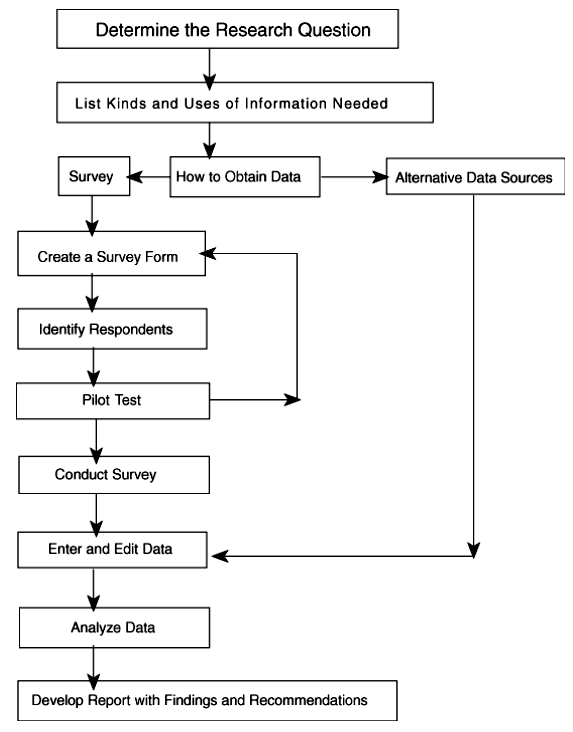 Determine the Research Question
List Kinds and Uses of Information Needed
Survey
How to Obtain Data
Alternative Data Sources
Create a Survey Form
Identify Respondents
Pilot Test
Conduct Survey
Enter and Edit Data
Analyze Data
Develop Report with Findings and Recommendations